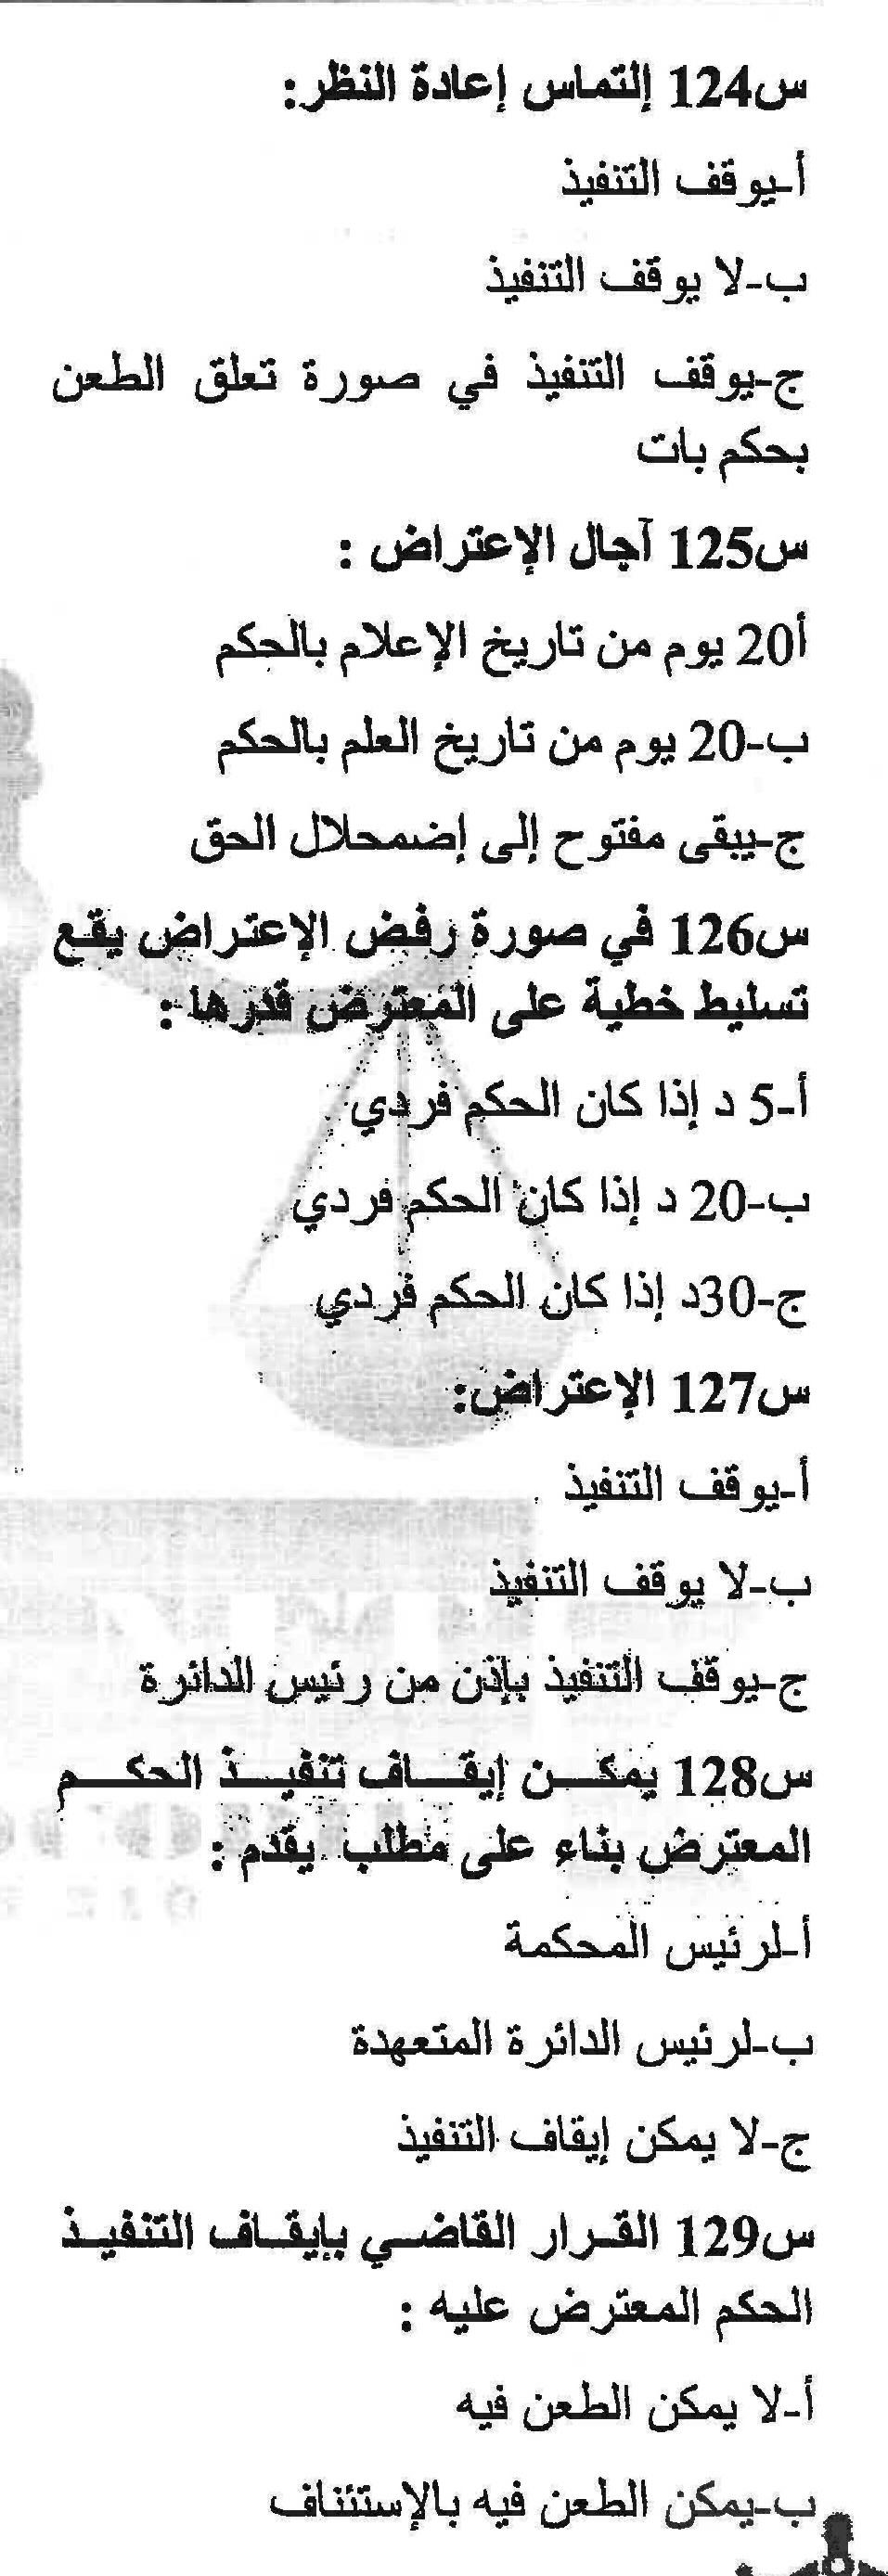 س124 إلتماس إعادة النظر:
أ-يوقف التنفيذ
ب-لا يوقف التنفيذ
ج-يوقف التنفيذ في صورة تعلق الطعن
بحكم بات
س125 آجال الإعتراض :
أ20 يوم من تاريخ الإعلام بالحكم
ب-20 يوم من تاريخ العلم بالحكم
ج-يبقى مفتوح إلى إضمحلال الحق
س126 في صورة رفض الإعتراض يقع
تسليط خطية على المعترض قدرها :
أ-5 د إذا كان الحكم فردي
ب-20 د إذا كان الحكم فردي
ج-30د إذا كان الحكم فردي
س127 الإعتراض:
أ-يوقف التنفيذ
ب-لا يوقف التنفيذ
ج-يوقف التنفيذ بإذن من رئيس الدائرة
س128 يمكن إيقاف تنفيذ الحكم
المعترض بناء على مطلب يقدم :
أ-لرئيس المحكمة
ب-لرئيس الدائرة المتعهدة
ج-لا يمكن إيقاف التنفيذ
س129 القرار القاضي بإيقاف التنفيذ
الحكم المعترض عليه :
أ-لا يمكن الطعن فيه
ب-يمكن الطعن فيه بالإستئناف